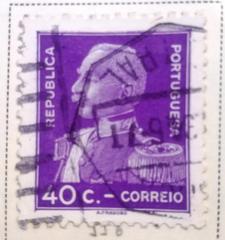 REPUBLICA
PORTUGUESA
40 C. - CORREIO